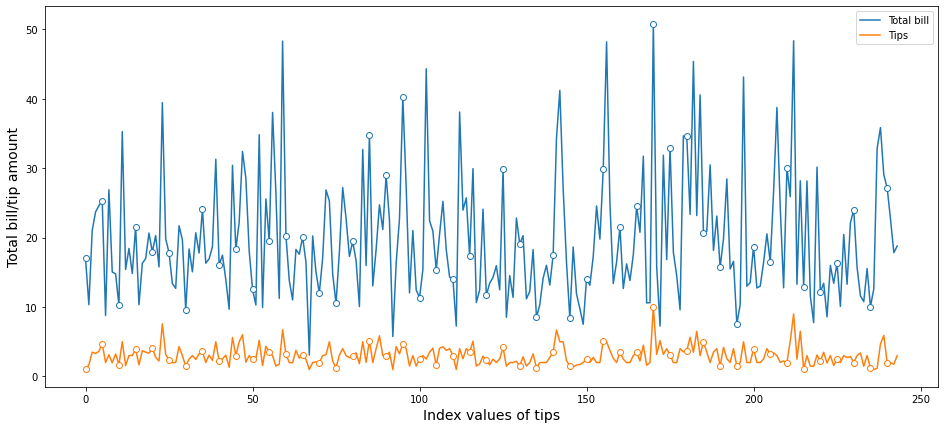 Total bill
Tips
Total bill/tip amount
50
40
30
20
10
0
0 50 100 150 200 250
Index values of tips